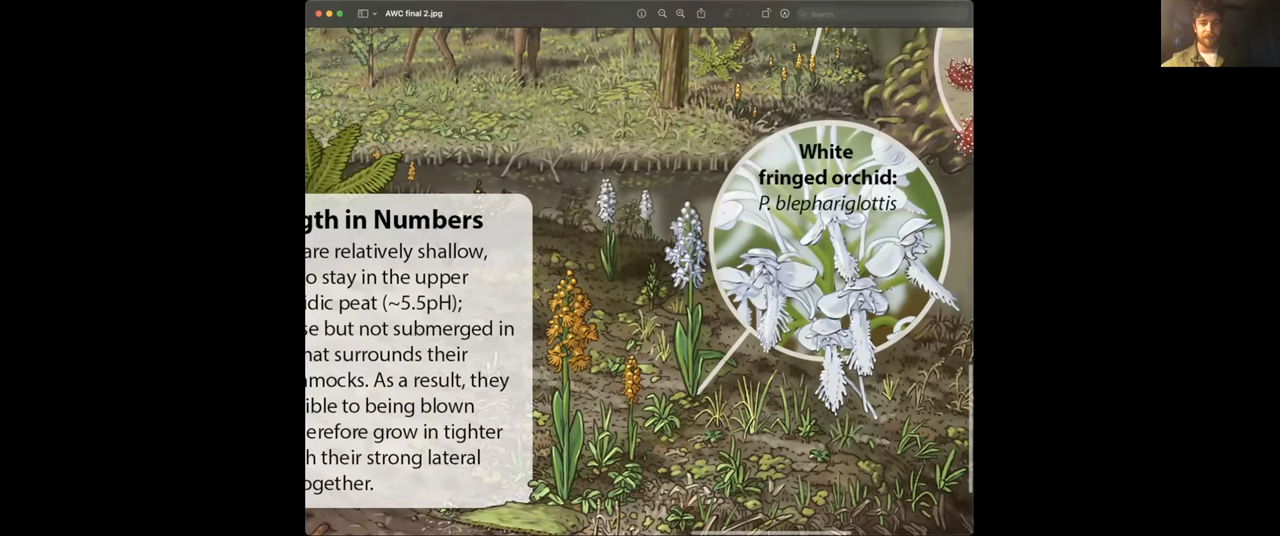 AWC final 2.jpg
Search
White
fringed orchid:
P. blephariglottis
gth in Numbers
are relatively shallow,
o stay in the upper
idic peat (~5.5pH);
se but not submerged in
hat surrounds their
mocks. As a result, they
ible to being blown
erefore grow in tighter
h their strong lateral
ogether.